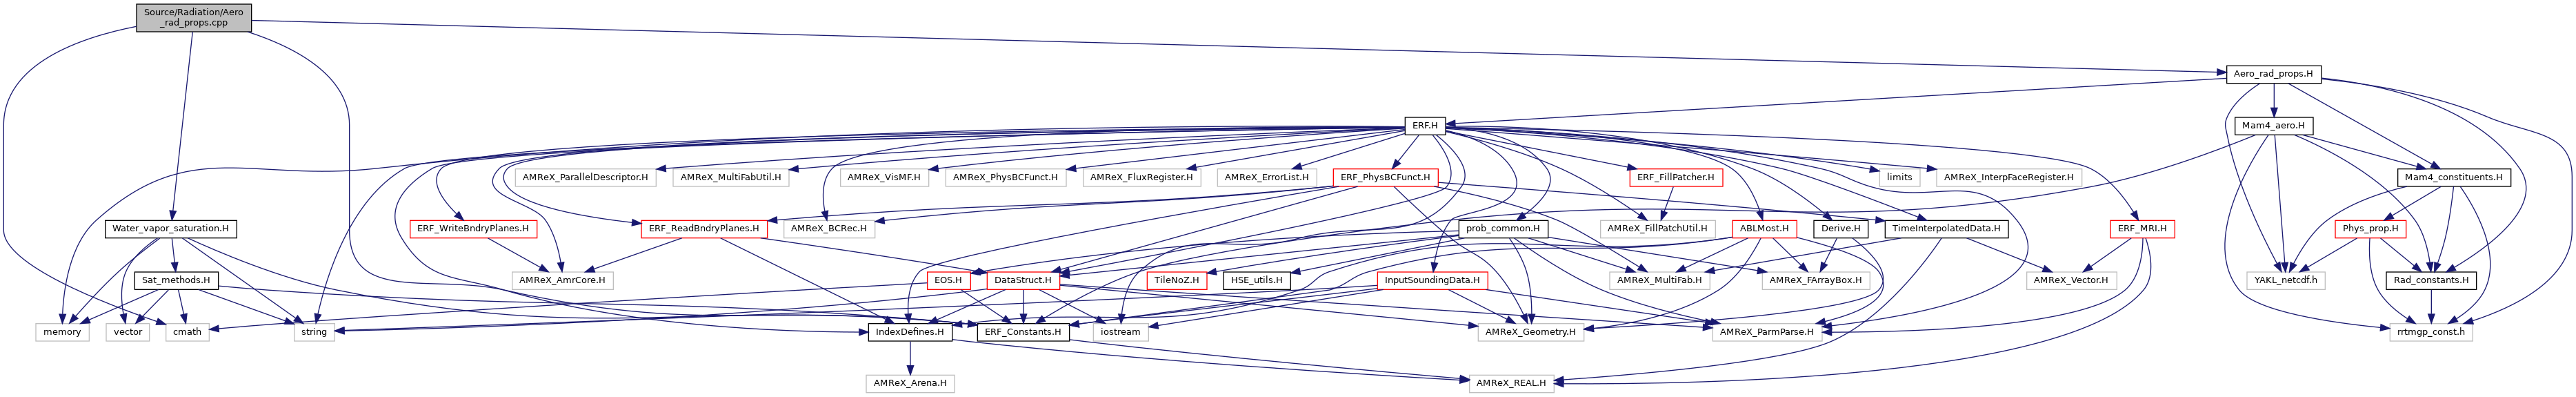 Source/Radiation/Aero
_rad_props.cpp
Aero_rad_props.H
ERF.H
Mam4_aero.H
AMReX_ParallelDescriptor.H
AMReX_MultiFabUtil.H
AMReX_VisMF.H
AMReX_PhysBCFunct.H
AMReX_FluxRegister.H
AMReX_ErrorList.H
ERF_PhysBCFunct.H
ERF_FillPatcher.H
limits
AMReX_InterpFaceRegister.H
Mam4_constituents.H
Water_vapor_saturation.H
ERF_WriteBndryPlanes.H
ERF_ReadBndryPlanes.H
AMReX_BCRec.H
prob_common.H
AMReX_FillPatchUtil.H
ABLMost.H
Derive.H
TimeInterpolatedData.H
ERF_MRI.H
Phys_prop.H
Sat_methods.H
AMReX_AmrCore.H
EOS.H
DataStruct.H
TileNoZ.H
HSE_utils.H
InputSoundingData.H
AMReX_MultiFab.H
AMReX_FArrayBox.H
AMReX_Vector.H
YAKL_netcdf.h
Rad_constants.H
memory
vector
cmath
string
IndexDefines.H
ERF_Constants.H
iostream
AMReX_Geometry.H
AMReX_ParmParse.H
rrtmgp_const.h
AMReX_Arena.H
AMReX_REAL.H